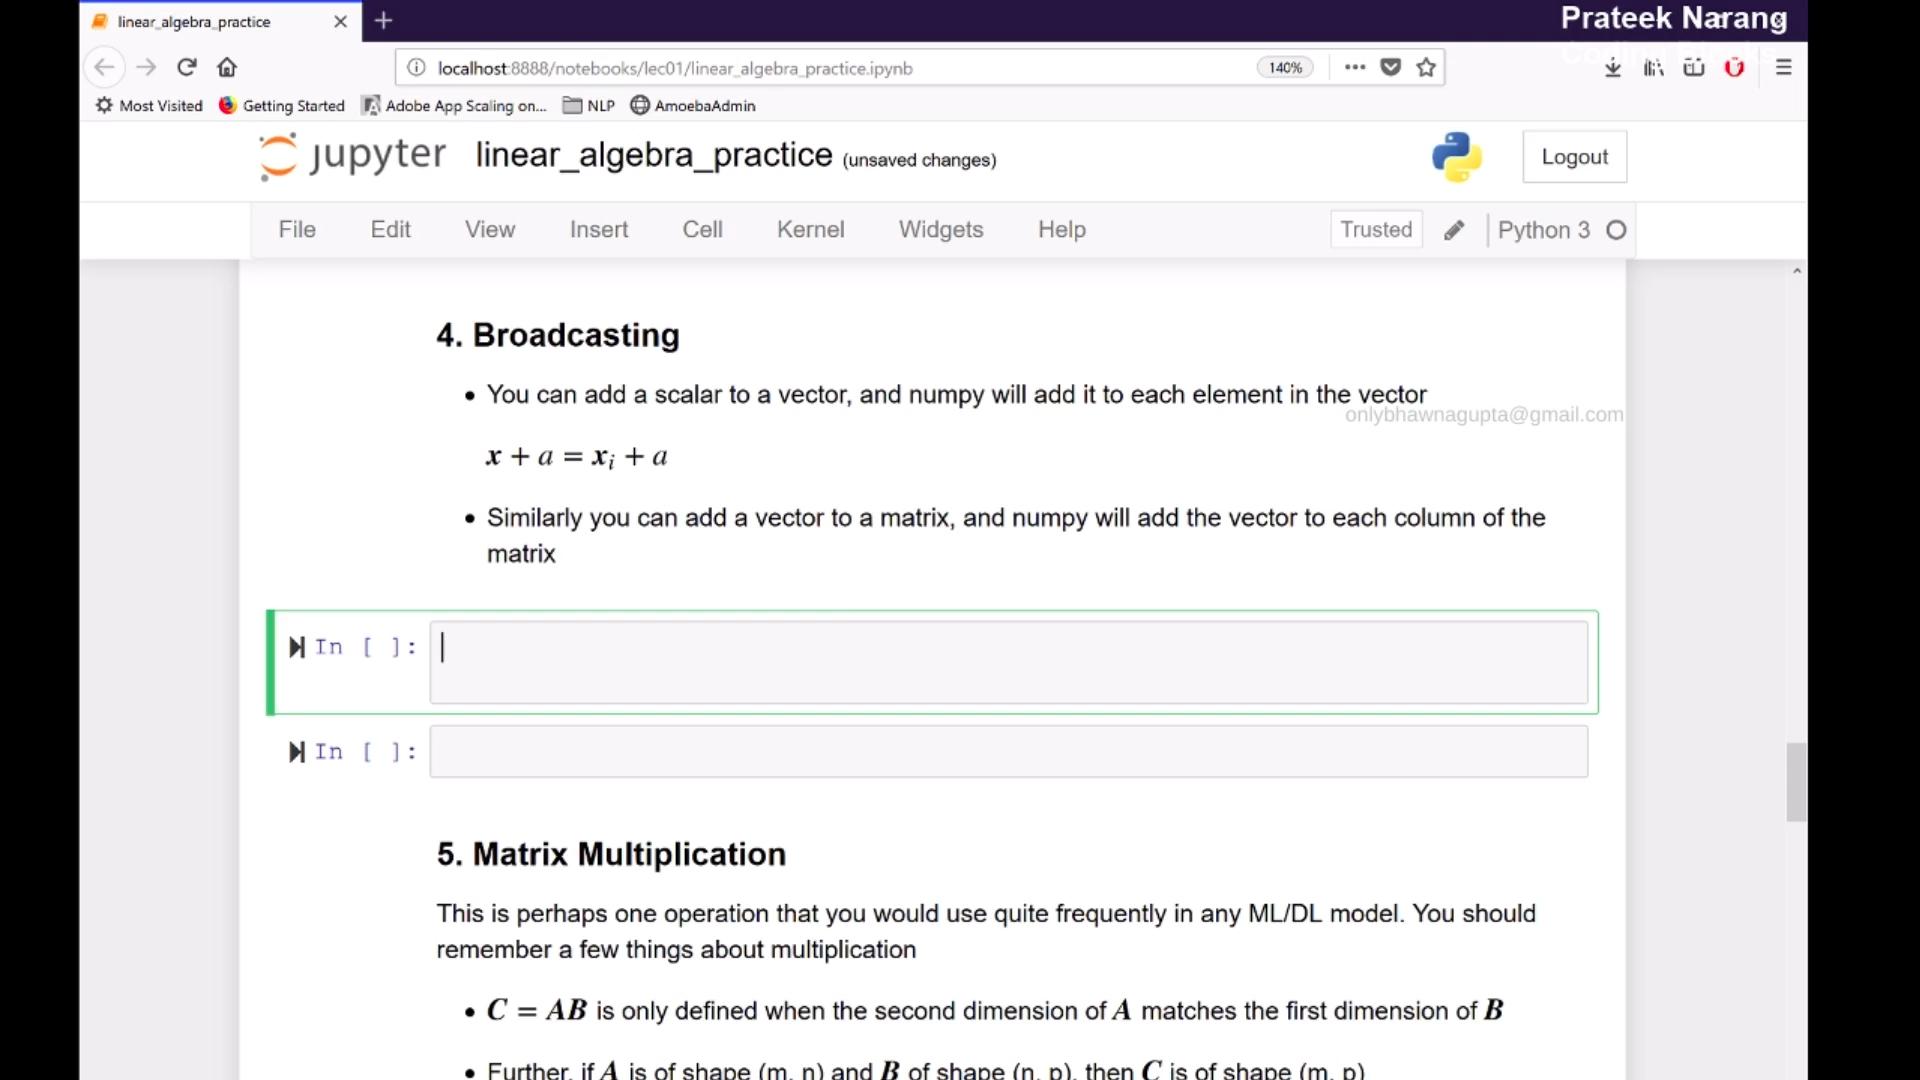 linear_algebra_practice
Prateek Narang
Coding Blocks
localhost:8888/notebooks/lec01/linear_algebra_practice.ipynb
140%
Most Visited Getting Started Adobe App Scaling on... NLP AmoebaAdmin
jupyter linear_algebra_practice (unsaved changes)
Logout
File Edit View Insert Cell Kernel Widgets Help Trusted Python 3
4. Broadcasting
• You can add a scalar to a vector, and numpy will add it to each element in the vector
onlybhawnagupta@gmail.com
x + a = xᵢ + a
• Similarly you can add a vector to a matrix, and numpy will add the vector to each column of the
matrix
In [ ]:
In [ ]:
5. Matrix Multiplication
This is perhaps one operation that you would use quite frequently in any ML/DL model. You should
remember a few things about multiplication
• C = AB is only defined when the second dimension of A matches the first dimension of B
• Further, if A is of shape (m, n) and B of shape (n, p), then C is of shape (m, p)